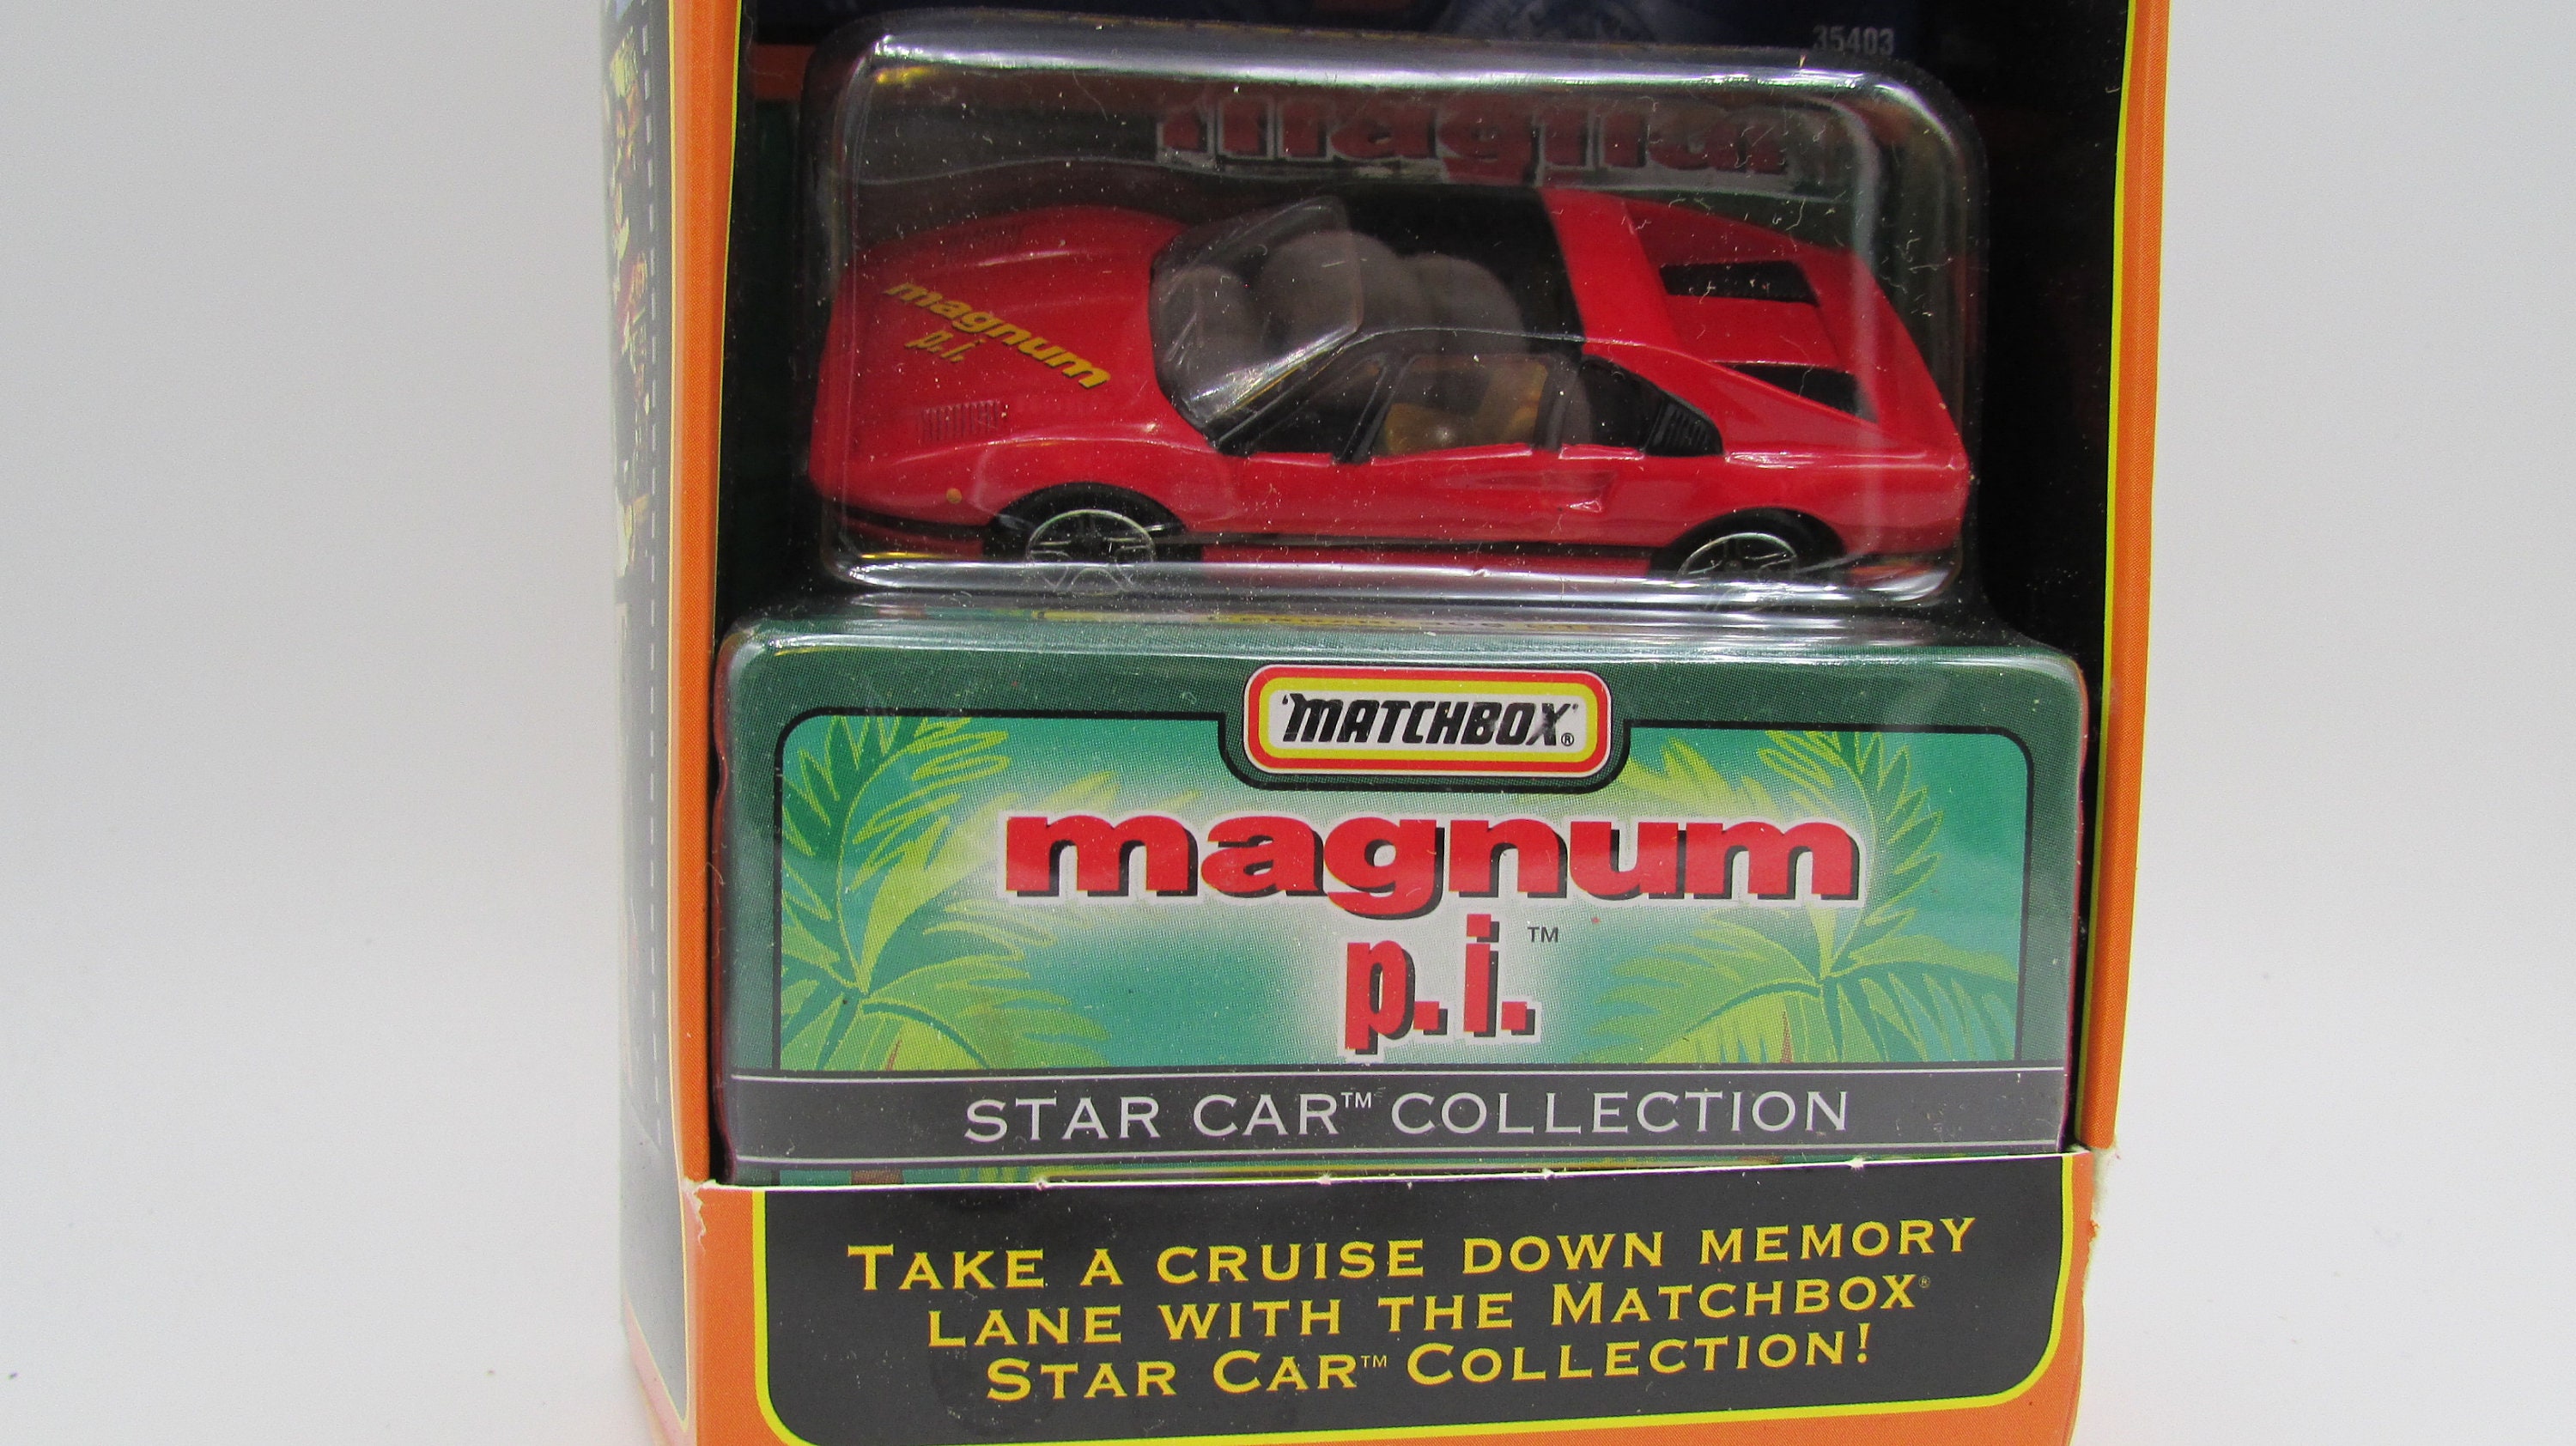 35403
magnum
magnum
p.i.
'MATCHBOX'®
magnum
p.i.™
STAR CAR™ COLLECTION
TAKE A CRUISE DOWN MEMORY
LANE WITH THE MATCHBOX®
STAR CAR™ COLLECTION!